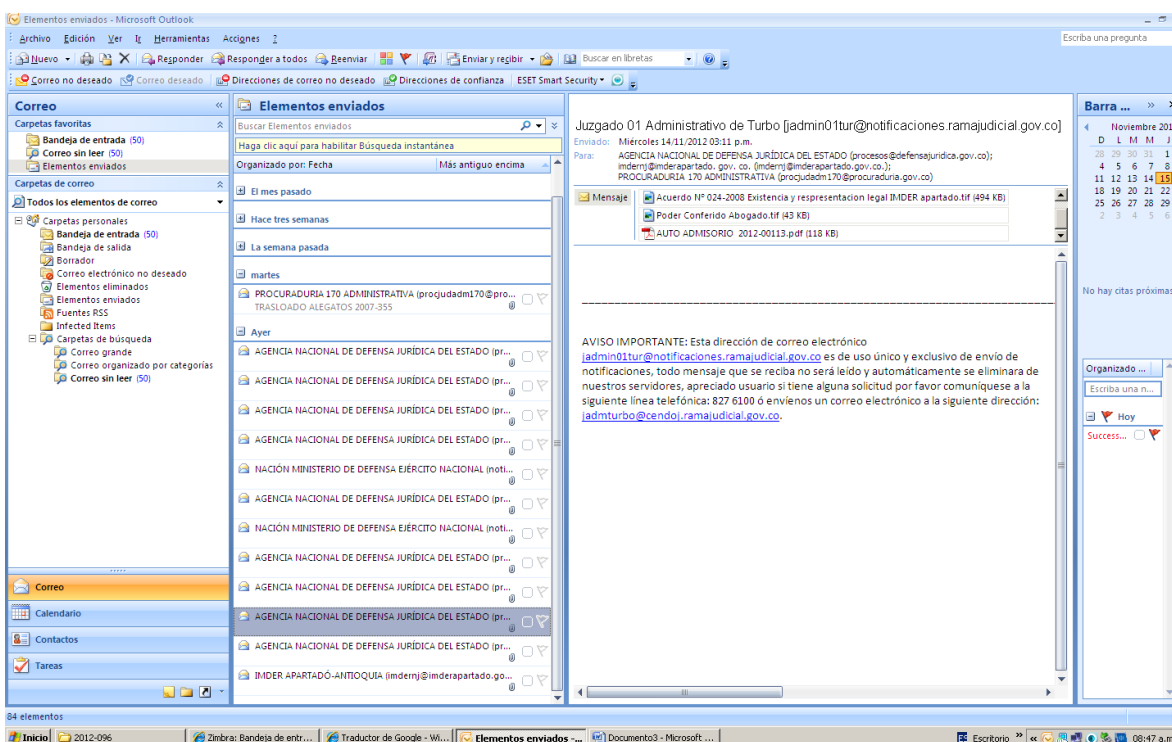 Elementos enviados - Microsoft Outlook
Archivo Edición Ver Ir Herramientas Acciones ?
Escriba una pregunta
Nuevo Responder Responder a todos Reenviar Enviar y recibir Buscar en libretas
Correo no deseado Correo deseado Direcciones de correo no deseado Direcciones de confianza ESET Smart Security
Correo
Carpetas favoritas
Bandeja de entrada (50)
Correo sin leer (50)
Elementos enviados
Carpetas de correo
Todos los elementos de correo
Carpetas personales
Bandeja de entrada (50)
Bandeja de salida
Borrador
Correo electrónico no deseado
Elementos eliminados
Elementos enviados
Fuentes RSS
Infected Items
Carpetas de búsqueda
Correo grande
Correo organizado por categorías
Correo sin leer (50)
Correo
Calendario
Contactos
Tareas
Elementos enviados
Buscar Elementos enviados
Haga clic aquí para habilitar Búsqueda instantánea
Organizado por: Fecha Más antiguo encima
El mes pasado
Hace tres semanas
La semana pasada
martes
PROCURADURIA 170 ADMINISTRATIVA (procjudadm170@pro...
TRASLOADO ALEGATOS 2007-355
Ayer
AGENCIA NACIONAL DE DEFENSA JURÍDICA DEL ESTADO (pr...
AGENCIA NACIONAL DE DEFENSA JURÍDICA DEL ESTADO (pr...
AGENCIA NACIONAL DE DEFENSA JURÍDICA DEL ESTADO (pr...
AGENCIA NACIONAL DE DEFENSA JURÍDICA DEL ESTADO (pr...
NACIÓN MINISTERIO DE DEFENSA EJÉRCITO NACIONAL (noti...
AGENCIA NACIONAL DE DEFENSA JURÍDICA DEL ESTADO (pr...
NACIÓN MINISTERIO DE DEFENSA EJÉRCITO NACIONAL (noti...
AGENCIA NACIONAL DE DEFENSA JURÍDICA DEL ESTADO (pr...
AGENCIA NACIONAL DE DEFENSA JURÍDICA DEL ESTADO (pr...
AGENCIA NACIONAL DE DEFENSA JURÍDICA DEL ESTADO (pr...
AGENCIA NACIONAL DE DEFENSA JURÍDICA DEL ESTADO (pr...
IMDER APARTADÓ-ANTIOQUIA (imdernj@imderapartado.go...
Juzgado 01 Administrativo de Turbo [jadmin01tur@notificaciones.ramajudicial.gov.co]
Enviado: Miércoles 14/11/2012 03:11 p.m.
Para: AGENCIA NACIONAL DE DEFENSA JURÍDICA DEL ESTADO (procesos@defensajuridica.gov.co);
imdernj@imderapartado. gov. co. (imdernj@imderapartado.gov.co.);
PROCURADURIA 170 ADMINISTRATIVA (procjudadm170@procuraduria.gov.co)
Mensaje
Acuerdo Nº 024-2008 Existencia y respresentacion legal IMDER apartado.tif (494 KB)
Poder Conferido Abogado.tif (43 KB)
AUTO ADMISORIO 2012-00113.pdf (118 KB)
AVISO IMPORTANTE: Esta dirección de correo electrónico
jadmin01tur@notificaciones.ramajudicial.gov.co es de uso único y exclusivo de envío de
notificaciones, todo mensaje que se reciba no será leído y automáticamente se eliminara de
nuestros servidores, apreciado usuario si tiene alguna solicitud por favor comuníquese a la
siguiente línea telefónica: 827 6100 ó envíenos un correo electrónico a la siguiente dirección:
jadmturbo@cendoj.ramajudicial.gov.co.
Barra ...
Noviembre 201
D L M M J
28 29 30 31 1
4 5 6 7 8
11 12 13 14 15
18 19 20 21 22
25 26 27 28 29
2 3 4 5 6
No hay citas próximas
Organizado ...
Escriba una n...
Hoy
Success...
84 elementos
Inicio 2012-096 Zimbra: Bandeja de entr... Traductor de Google - Wi... Elementos enviados -... Documento3 - Microsoft ... Escritorio 08:47 a.m